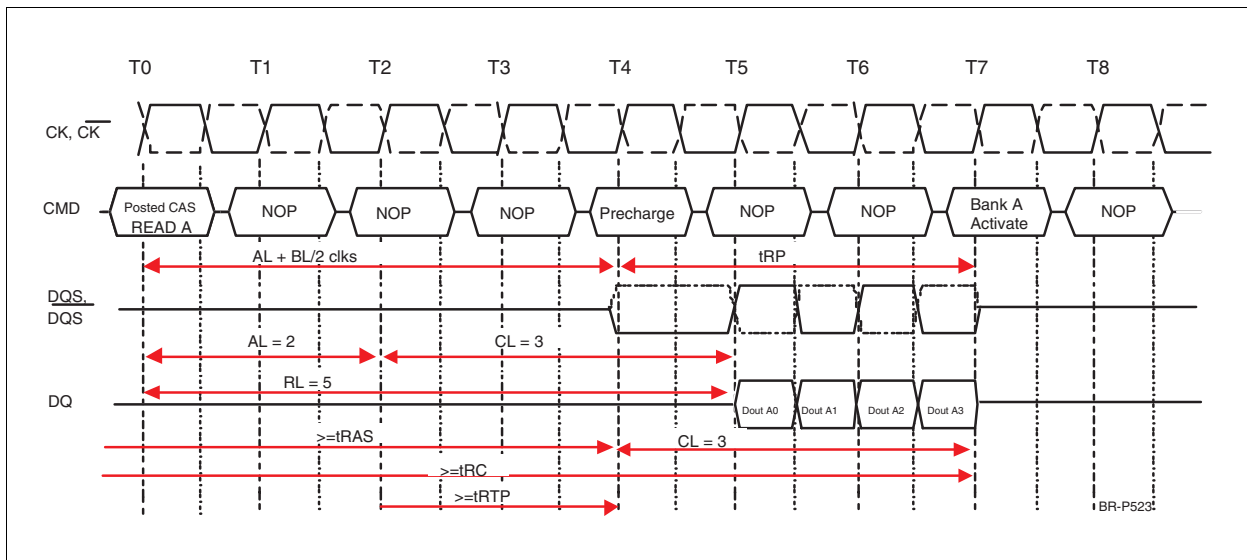 T0 T1 T2 T3 T4 T5 T6 T7 T8
CK, CK
CMD
Posted CAS
READ A
NOP
NOP
NOP
Precharge
NOP
NOP
Bank A
Activate
NOP
AL + BL/2 clks
tRP
DQS,
DQS
AL = 2
CL = 3
RL = 5
DQ
Dout A0
Dout A1
Dout A2
Dout A3
>=tRAS
CL = 3
>=tRC
>=tRTP
BR-P523